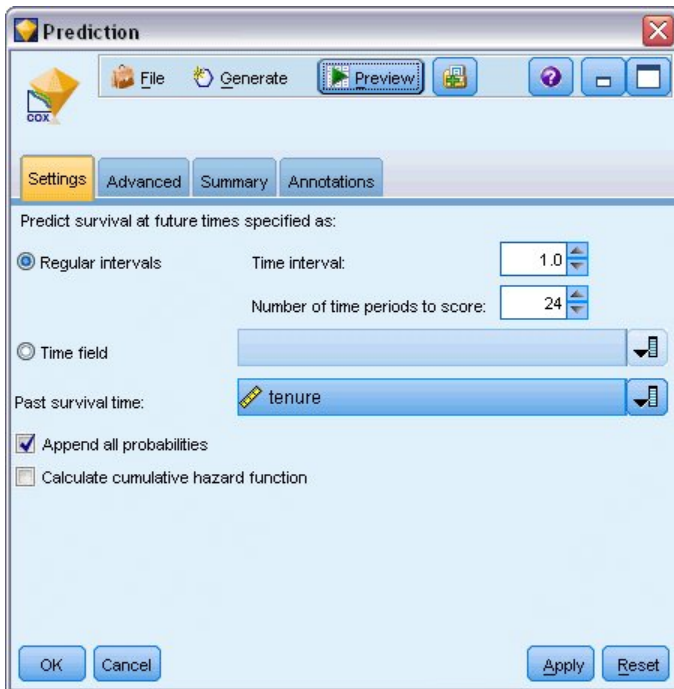 Prediction
File Generate Preview
COX
Settings Advanced Summary Annotations
Predict survival at future times specified as:
Regular intervals Time interval: 1.0
Number of time periods to score: 24
Time field
Past survival time: tenure
Append all probabilities
Calculate cumulative hazard function
OK Cancel Apply Reset